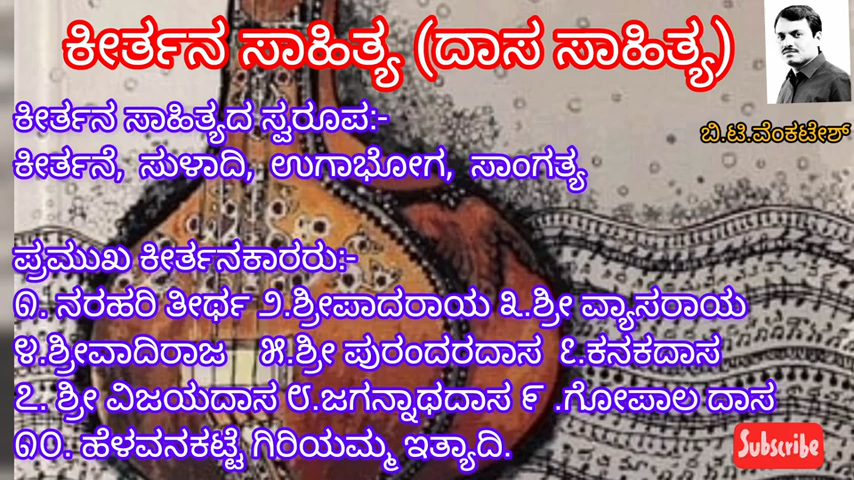 ಕೀರ್ತನ ಸಾಹಿತ್ಯ (ದಾಸ ಸಾಹಿತ್ಯ)
ಬಿ.ಟಿ.ವೆಂಕಟೇಶ್
ಕೀರ್ತನ ಸಾಹಿತ್ಯದ ಸ್ವರೂಪ:-
ಕೀರ್ತನೆ, ಸುಳಾದಿ, ಉಗಾಭೋಗ, ಸಾಂಗತ್ಯ
ಪ್ರಮುಖ ಕೀರ್ತನಕಾರರು:-
೧. ನರಹರಿ ತೀರ್ಥ ೨.ಶ್ರೀಪಾದರಾಯ ೩.ಶ್ರೀ ವ್ಯಾಸರಾಯ
೪.ಶ್ರೀವಾದಿರಾಜ ೫.ಶ್ರೀ ಪುರಂದರದಾಸ ೬.ಕನಕದಾಸ
೭. ಶ್ರೀ ವಿಜಯದಾಸ ೮.ಜಗನ್ನಾಥದಾಸ ೯ .ಗೋಪಾಲ ದಾಸ
೧೦. ಹೆಳವನಕಟ್ಟೆ ಗಿರಿಯಮ್ಮ ಇತ್ಯಾದಿ.
Subscribe